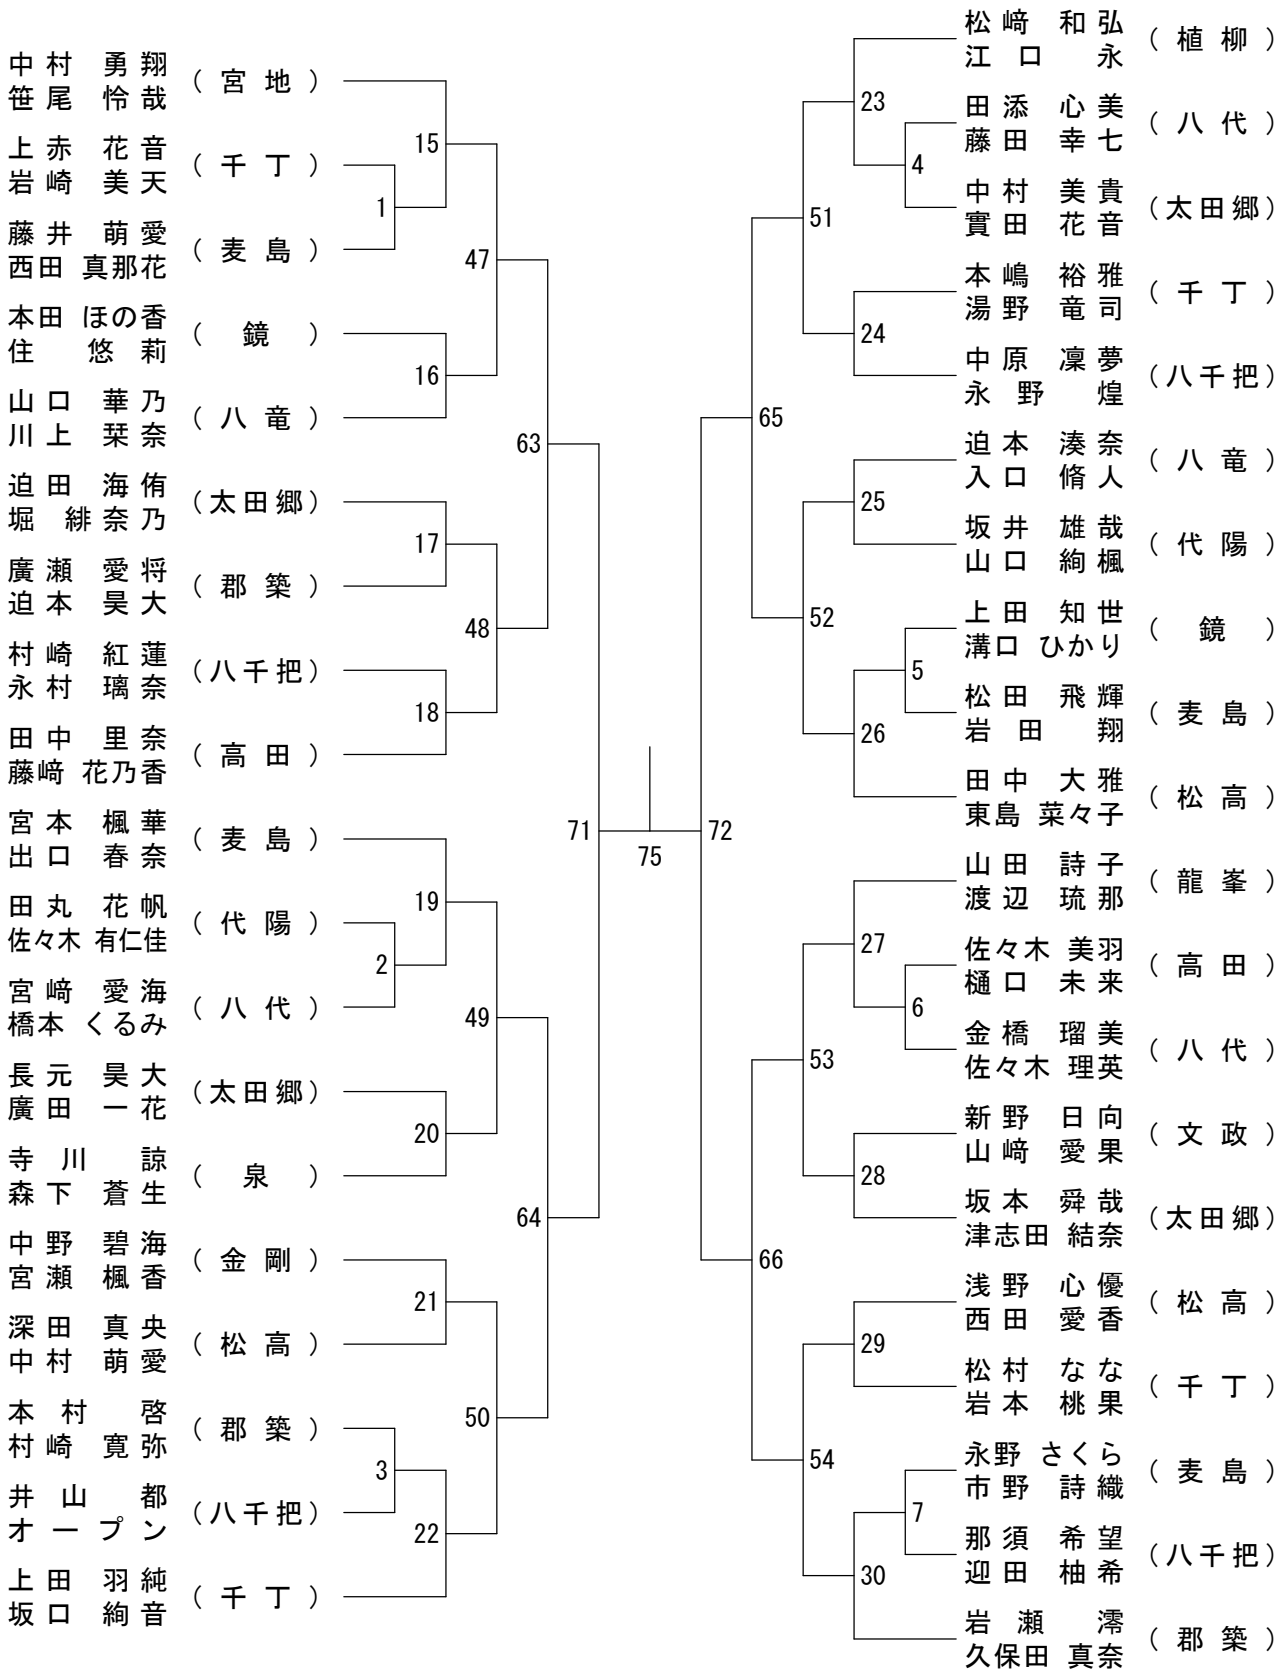 中村 勇翔
笹尾 怜哉
(宮地)
上赤 花音
岩崎 美天
(千丁)
藤井 萌愛
西田 真那花
(麦島)
本田 ほの香
住 悠莉
(鏡)
山口 華乃
川上 栞奈
(八竜)
迫田 海侑
堀 緋奈乃
(太田郷)
廣瀬 愛将
迫本 昊大
(郡築)
村崎 紅蓮
永村 璃奈
(八千把)
田中 里奈
藤﨑 花乃香
(高田)
宮本 楓華
出口 春奈
(麦島)
田丸 花帆
佐々木 有仁佳
(代陽)
宮﨑 愛海
橋本 くるみ
(八代)
長元 昊大
廣田 一花
(太田郷)
寺川 諒
森下 蒼生
(泉)
中野 碧海
宮瀬 楓香
(金剛)
深田 真央
中村 萌愛
(松高)
本村 啓
村崎 寛弥
(郡築)
井山 都
オープン
(八千把)
上田 羽純
坂口 絢音
(千丁)
1
2
3
15
16
17
18
19
20
21
22
47
48
49
50
63
64
71
75
72
65
66
51
52
53
54
23
24
25
26
27
28
29
30
4
5
6
7
松﨑 和弘
江口 永
(植柳)
田添 心美
藤田 幸七
(八代)
中村 美貴
實田 花音
(太田郷)
本嶋 裕雅
湯野 竜司
(千丁)
中原 凜夢
永野 煌
(八千把)
迫本 湊奈
入口 脩人
(八竜)
坂井 雄哉
山口 絢楓
(代陽)
上田 知世
溝口 ひかり
(鏡)
松田 飛輝
岩田 翔
(麦島)
田中 大雅
東島 菜々子
(松高)
山田 詩子
渡辺 琉那
(龍峯)
佐々木 美羽
樋口 未来
(高田)
金橋 瑠美
佐々木 理英
(八代)
新野 日向
山﨑 愛果
(文政)
坂本 舜哉
津志田 結奈
(太田郷)
浅野 心優
西田 愛香
(松高)
松村 なな
岩本 桃果
(千丁)
永野 さくら
市野 詩織
(麦島)
那須 希望
迎田 柚希
(八千把)
岩瀬 澪
久保田 真奈
(郡築)